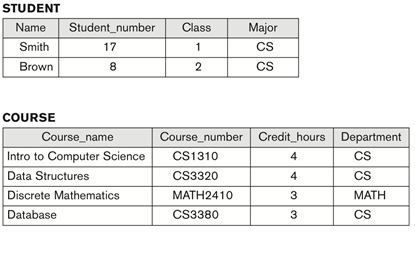 STUDENT
Name Student_number Class Major
Smith 17 1 CS
Brown 8 2 CS
COURSE
Course_name Course_number Credit_hours Department
Intro to Computer Science CS1310 4 CS
Data Structures CS3320 4 CS
Discrete Mathematics MATH2410 3 MATH
Database CS3380 3 CS